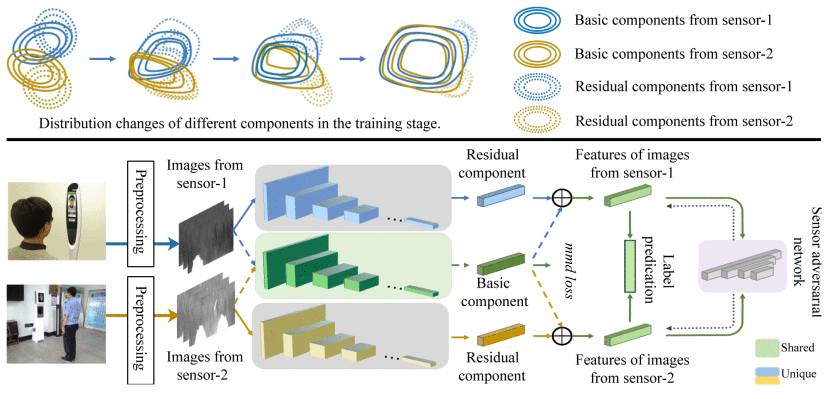 Basic components from sensor-1
Basic components from sensor-2
Residual components from sensor-1
Residual components from sensor-2
Distribution changes of different components in the training stage.
Preprocessing
Images from
sensor-1
Residual
component
Features of images
from sensor-1
Basic
component
mmd loss
Label
predication
Sensor adversarial
network
Preprocessing
Images from
sensor-2
Residual
component
Features of images
from sensor-2
Shared
Unique